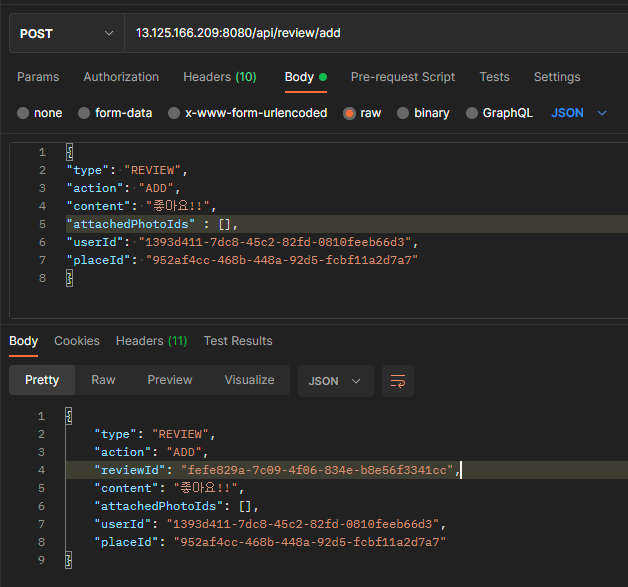 POST 13.125.166.209:8080/api/review/add
Params Authorization Headers (10) Body Pre-request Script Tests Settings
none form-data x-www-form-urlencoded raw binary GraphQL JSON
1 {
2 "type": "REVIEW",
3 "action": "ADD",
4 "content": "좋아요!!",
5 "attachedPhotoIds" : [],
6 "userId": "1393d411-7dc8-45c2-82fd-0810feeb66d3",
7 "placeId": "952af4cc-468b-448a-92d5-fcbf11a2d7a7"
8 }
Body Cookies Headers (11) Test Results
Pretty Raw Preview Visualize JSON
1 {
2 "type": "REVIEW",
3 "action": "ADD",
4 "reviewId": "fefe829a-7c09-4f06-834e-b8e56f3341cc",
5 "content": "좋아요!!",
6 "attachedPhotoIds": [],
7 "userId": "1393d411-7dc8-45c2-82fd-0810feeb66d3",
8 "placeId": "952af4cc-468b-448a-92d5-fcbf11a2d7a7"
9 }